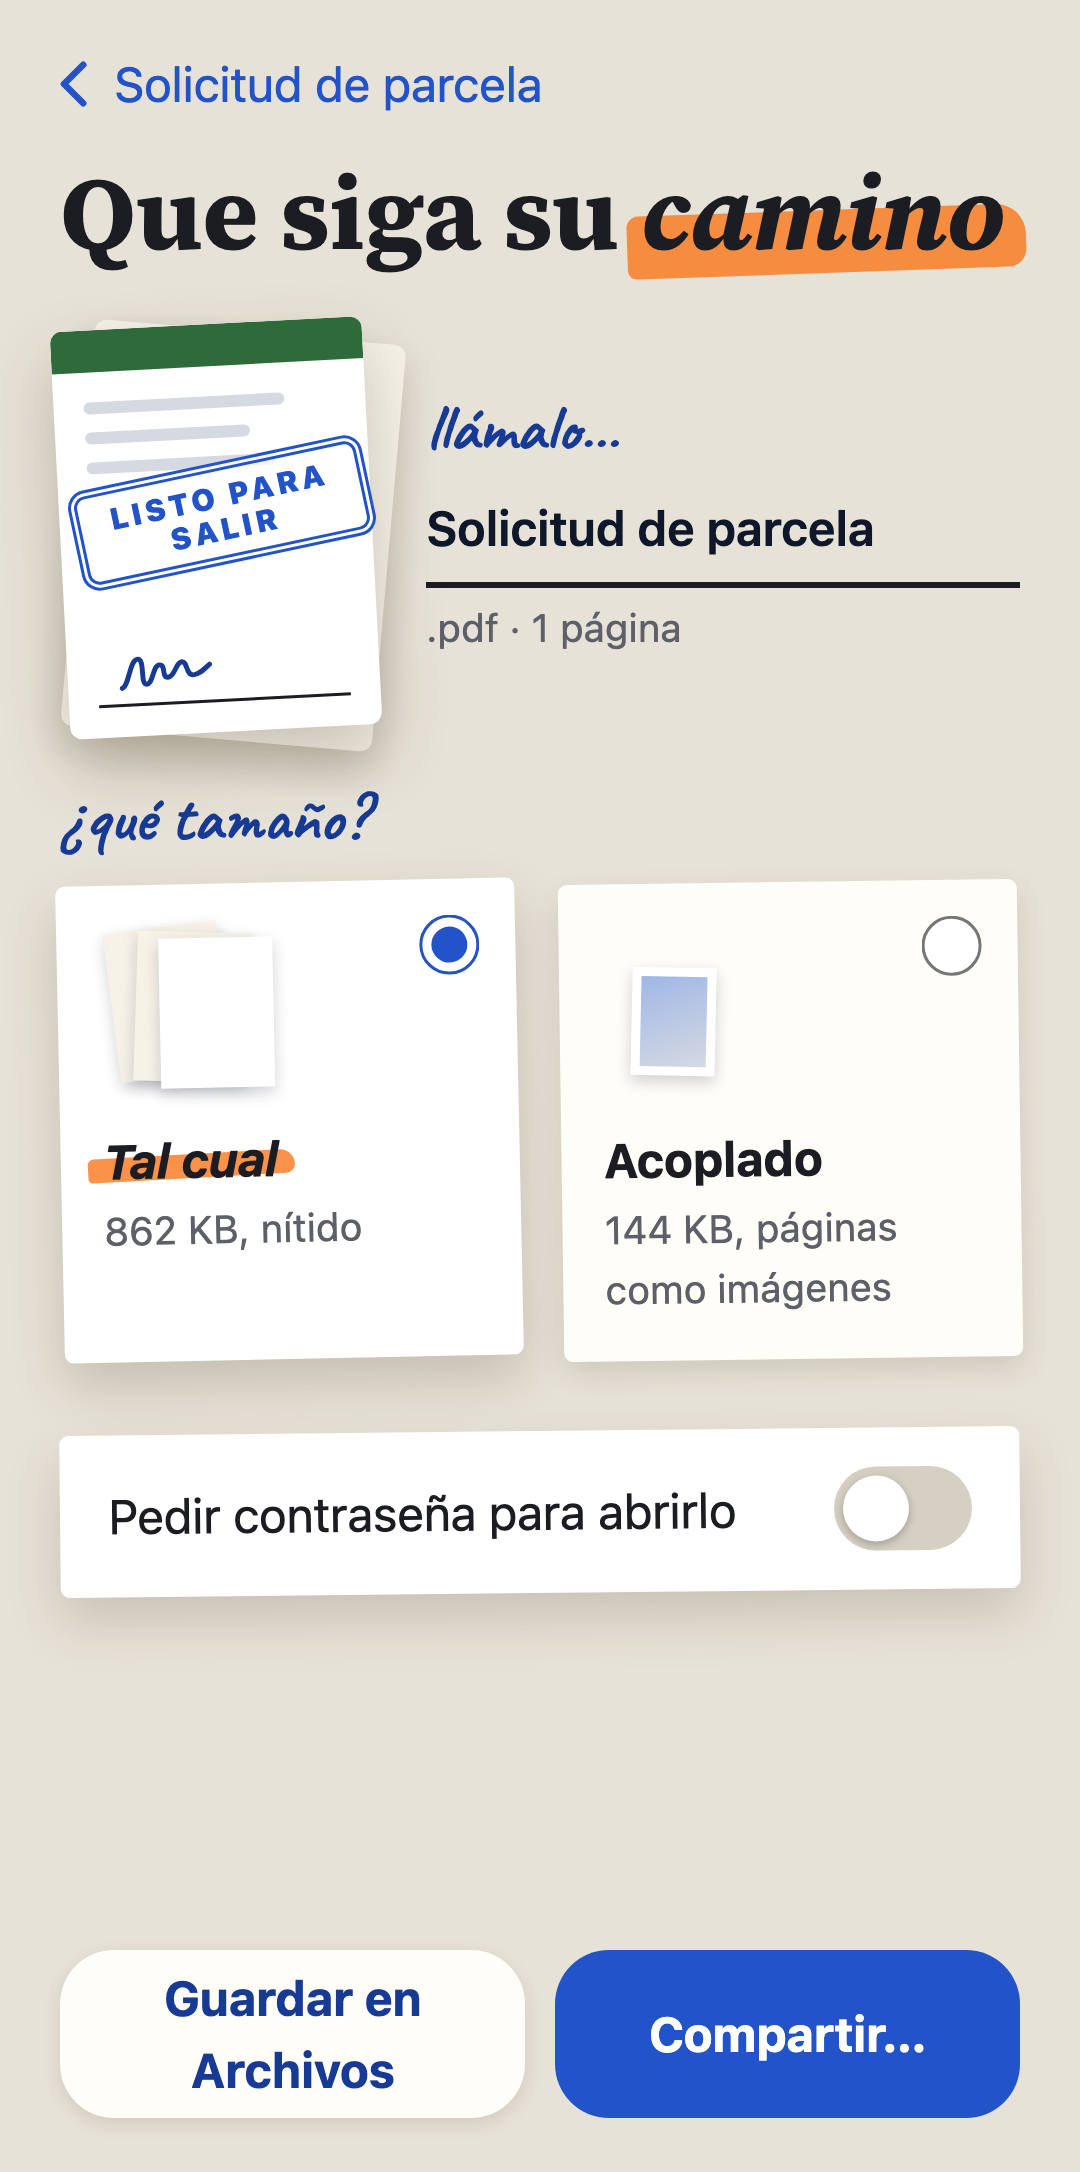 Solicitud de parcela
Que siga su camino
LISTO PARA
SALIR
llámalo...
Solicitud de parcela
.pdf · 1 página
¿qué tamaño?
Tal cual
862 KB, nítido
Acoplado
144 KB, páginas
como imágenes
Pedir contraseña para abrirlo
Guardar en
Archivos
Compartir...